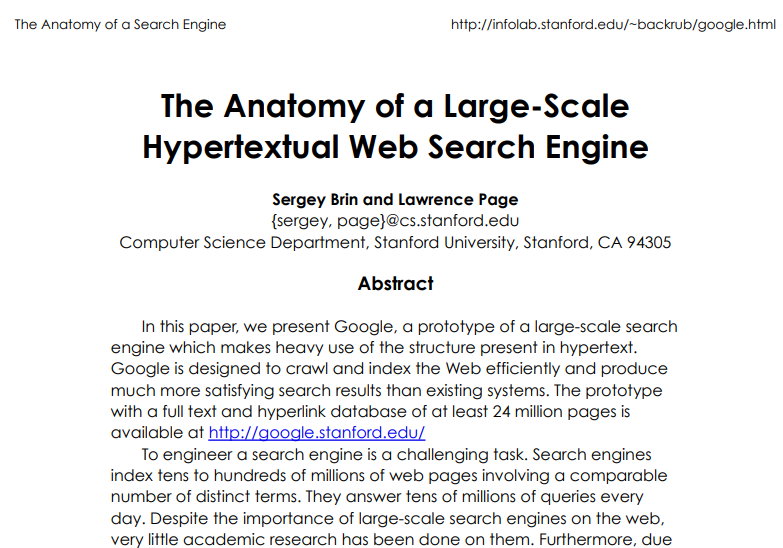 The Anatomy of a Search Engine
http://infolab.stanford.edu/~backrub/google.html
The Anatomy of a Large-Scale
Hypertextual Web Search Engine
Sergey Brin and Lawrence Page
{sergey, page}@cs.stanford.edu
Computer Science Department, Stanford University, Stanford, CA 94305
Abstract
In this paper, we present Google, a prototype of a large-scale search
engine which makes heavy use of the structure present in hypertext.
Google is designed to crawl and index the Web efficiently and produce
much more satisfying search results than existing systems. The prototype
with a full text and hyperlink database of at least 24 million pages is
available at http://google.stanford.edu/
To engineer a search engine is a challenging task. Search engines
index tens to hundreds of millions of web pages involving a comparable
number of distinct terms. They answer tens of millions of queries every
day. Despite the importance of large-scale search engines on the web,
very little academic research has been done on them. Furthermore, due